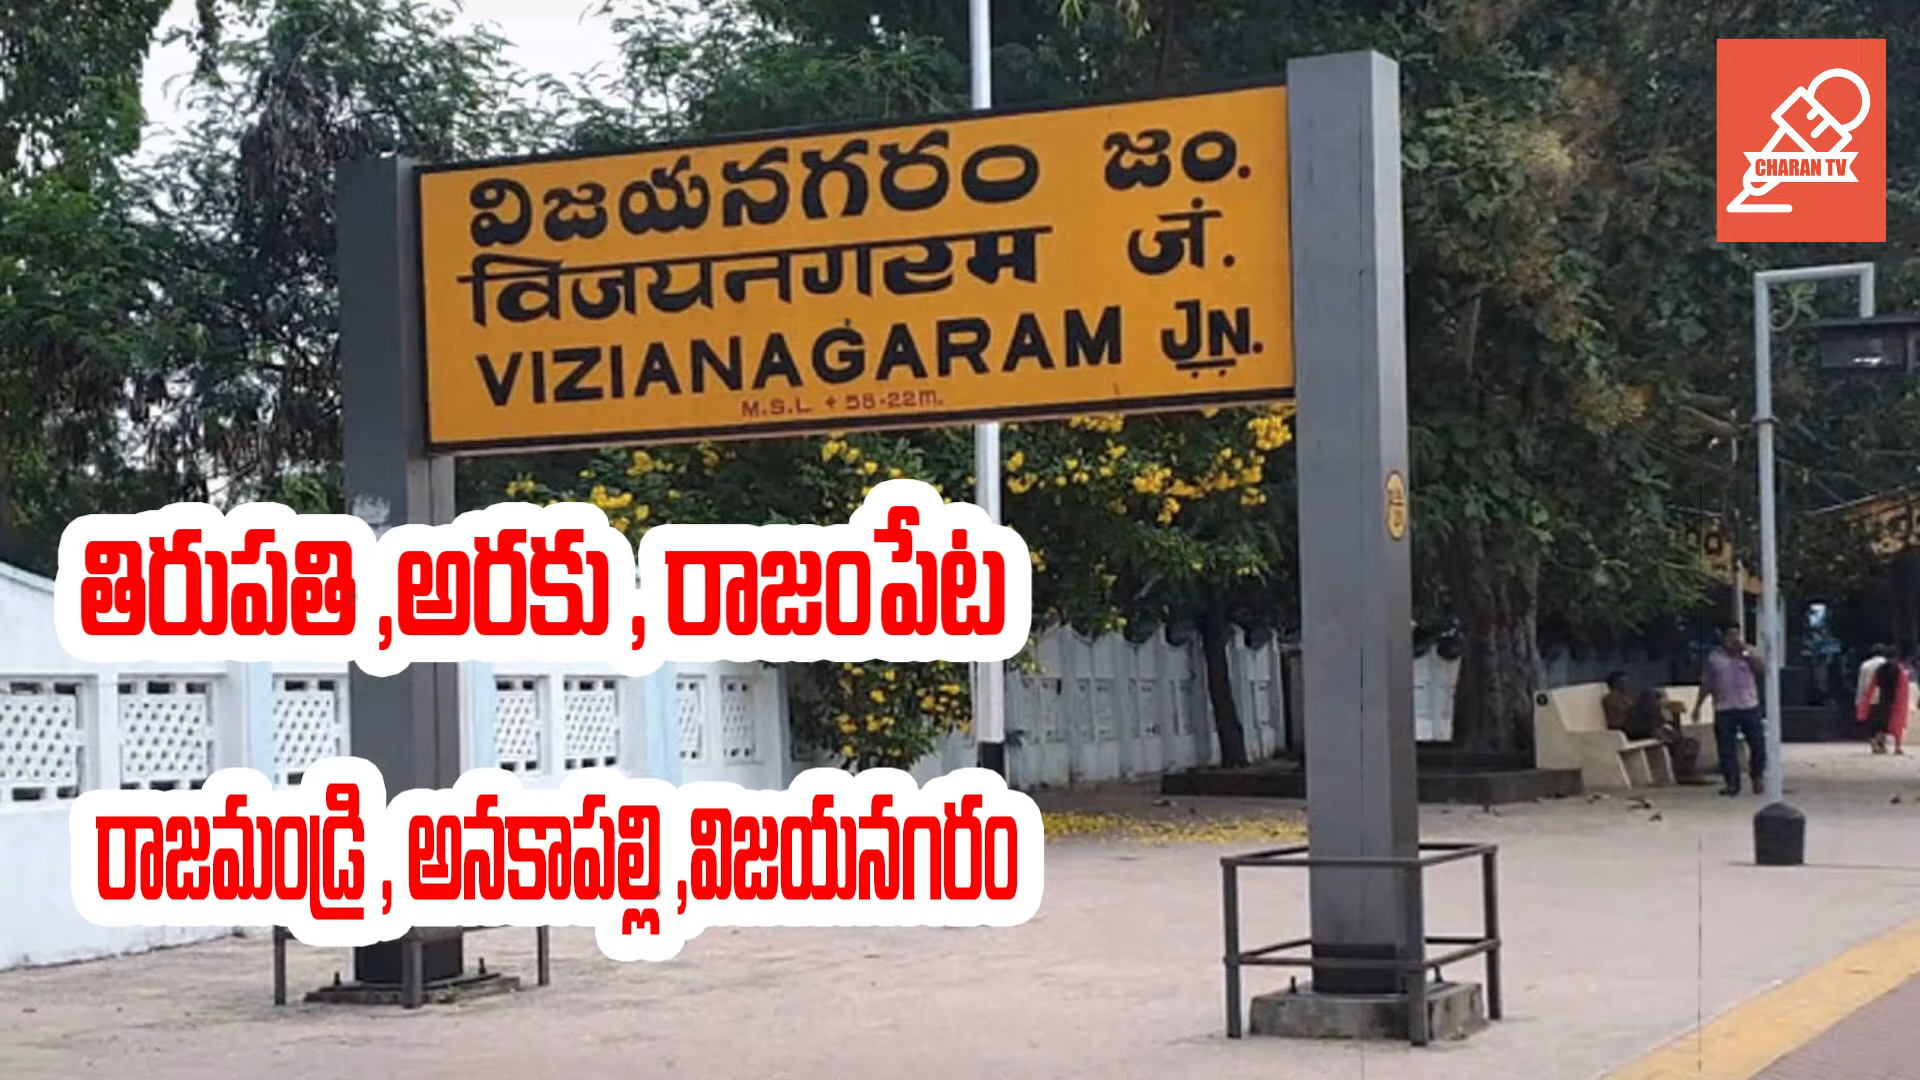 విజయనగరం జం.
विजयनगरम जं.
VIZIANAGARAM JN.
M.S.L + 58.22m.
CHARAN TV
తిరుపతి ,అరకు , రాజంపేట
రాజమండ్రి , అనకాపల్లి ,విజయనగరం